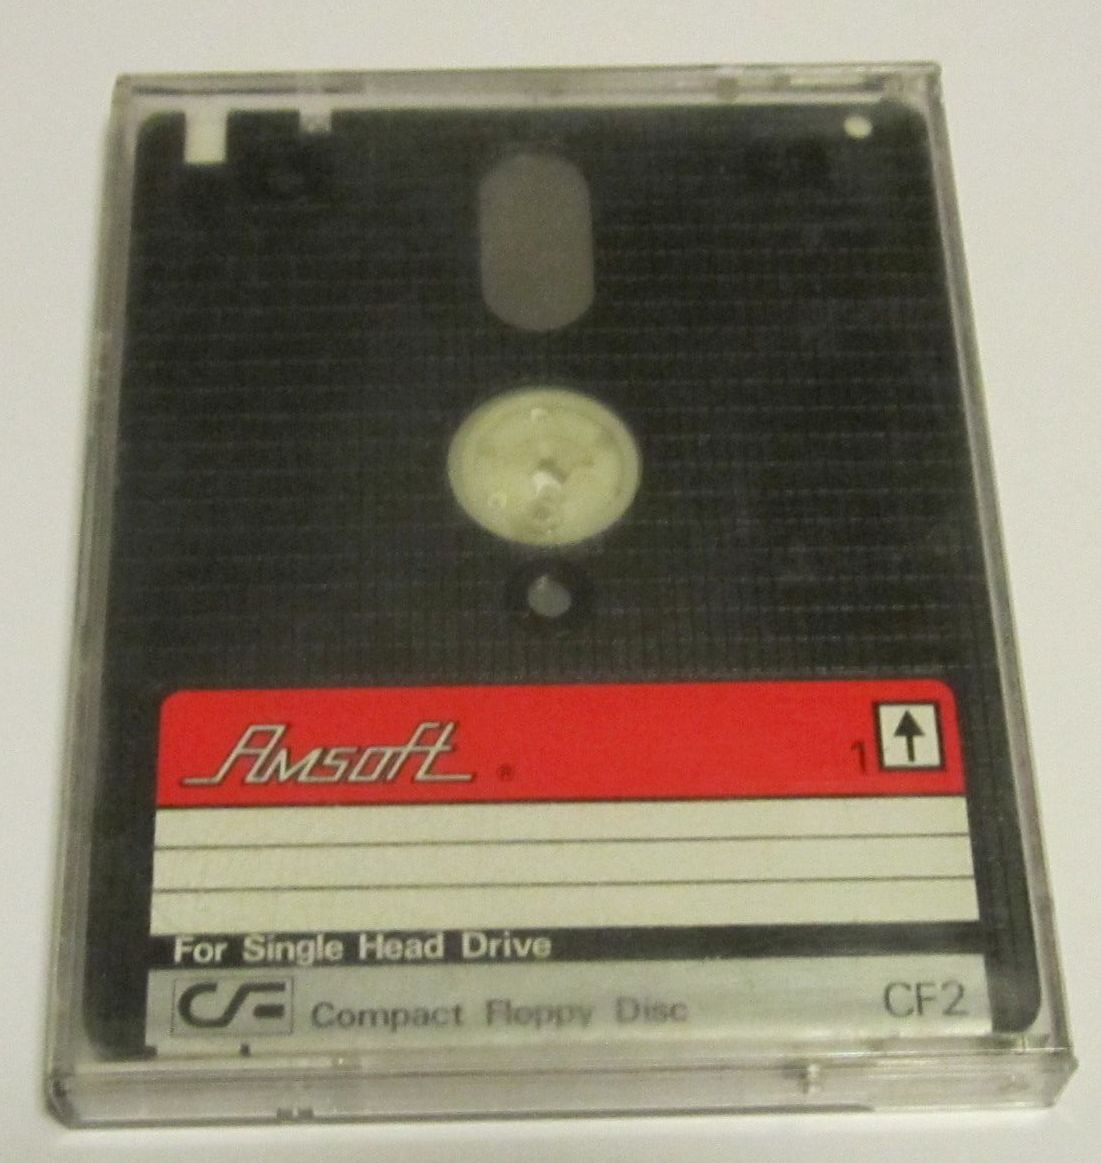 Amsoft ® 1
For Single Head Drive
CF Compact Floppy Disc CF2